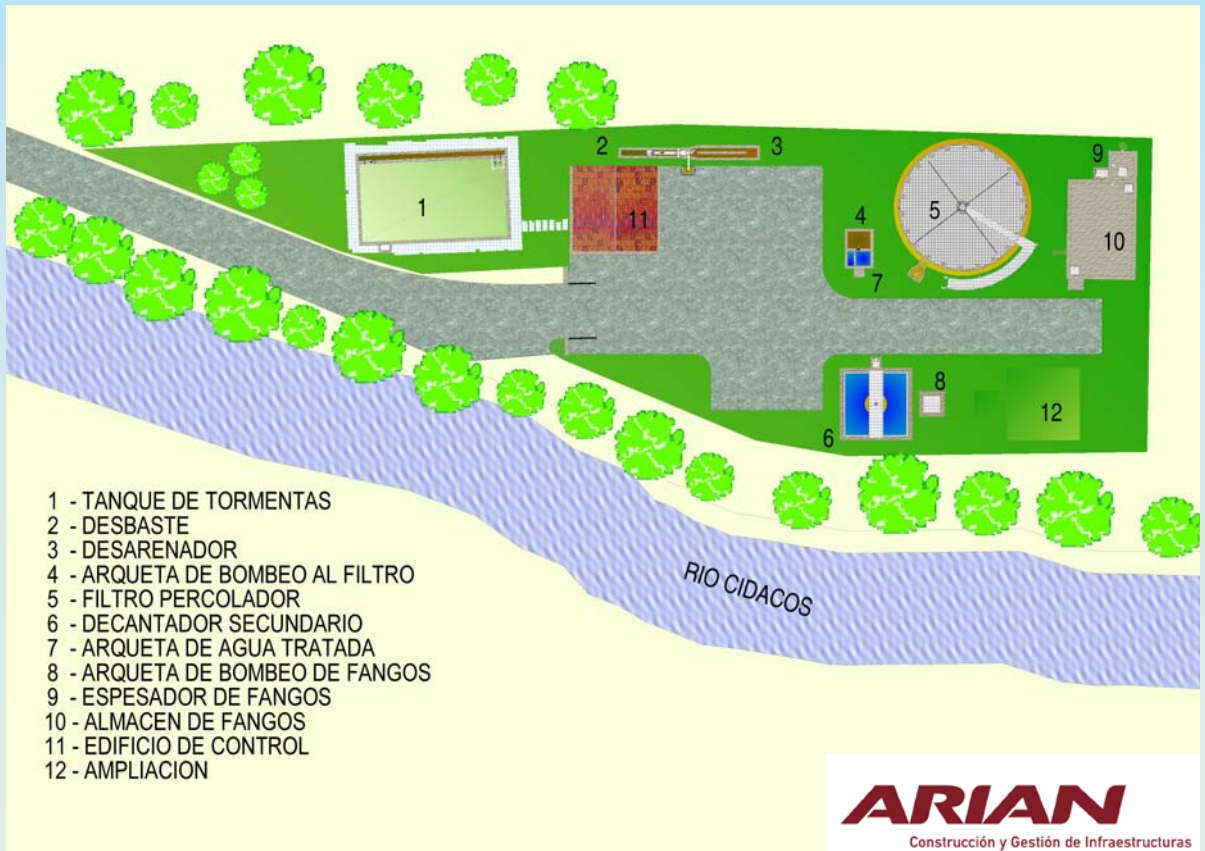 2
3
9
4
1
11
5
10
7
8
12
6
1 - TANQUE DE TORMENTAS
2 - DESBASTE
3 - DESARENADOR
4 - ARQUETA DE BOMBEO AL FILTRO
5 - FILTRO PERCOLADOR
6 - DECANTADOR SECUNDARIO
7 - ARQUETA DE AGUA TRATADA
8 - ARQUETA DE BOMBEO DE FANGOS
9 - ESPESADOR DE FANGOS
10 - ALMACEN DE FANGOS
11 - EDIFICIO DE CONTROL
12 - AMPLIACION
RIO CIDACOS
ARIAN
Construcción y Gestión de Infraestructuras